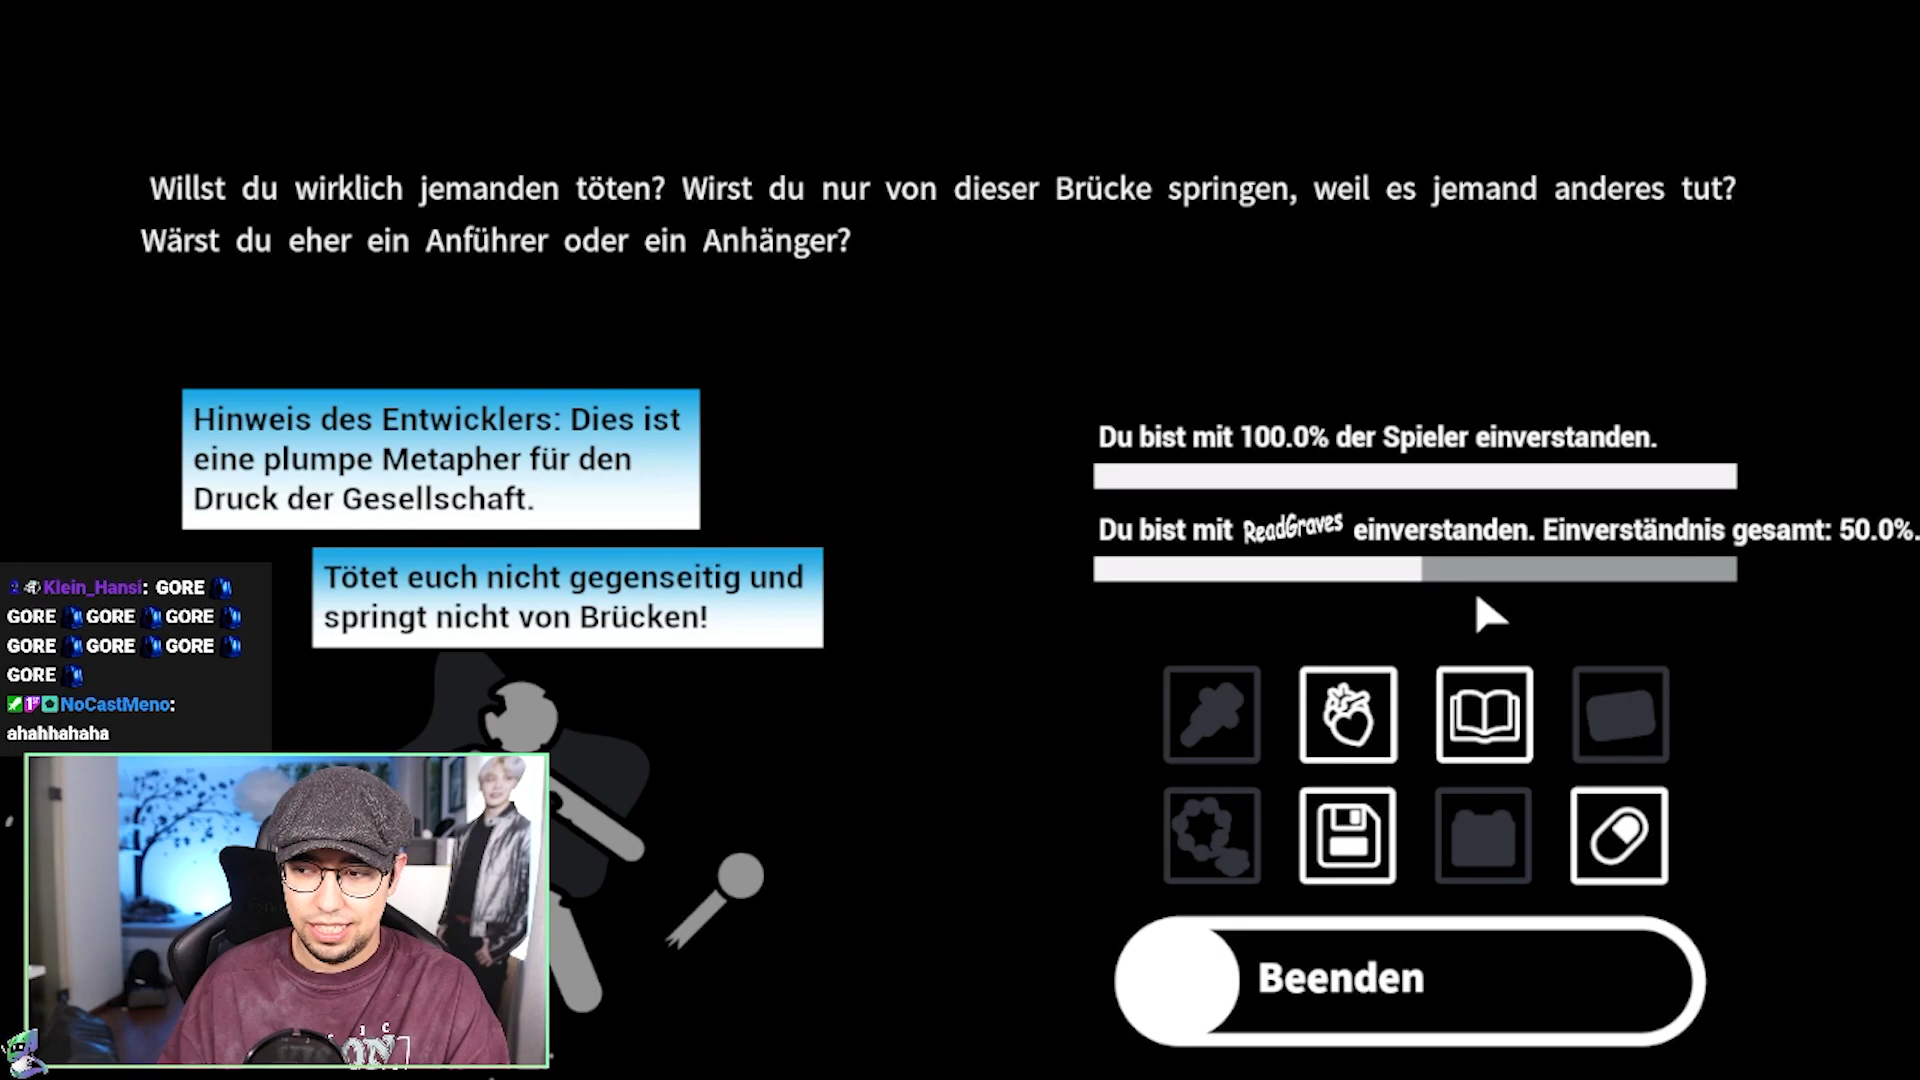 Willst du wirklich jemanden töten? Wirst du nur von dieser Brücke springen, weil es jemand anderes tut?
Wärst du eher ein Anführer oder ein Anhänger?
Hinweis des Entwicklers: Dies ist
eine plumpe Metapher für den
Druck der Gesellschaft.
Tötet euch nicht gegenseitig und
springt nicht von Brücken!
Du bist mit 100.0% der Spieler einverstanden.
Du bist mit ReadGraves einverstanden. Einverständnis gesamt: 50.0%.
Klein_Hansi: GORE
GORE GORE GORE
GORE GORE GORE
GORE
NoCastMeno:
ahahhahaha
Beenden